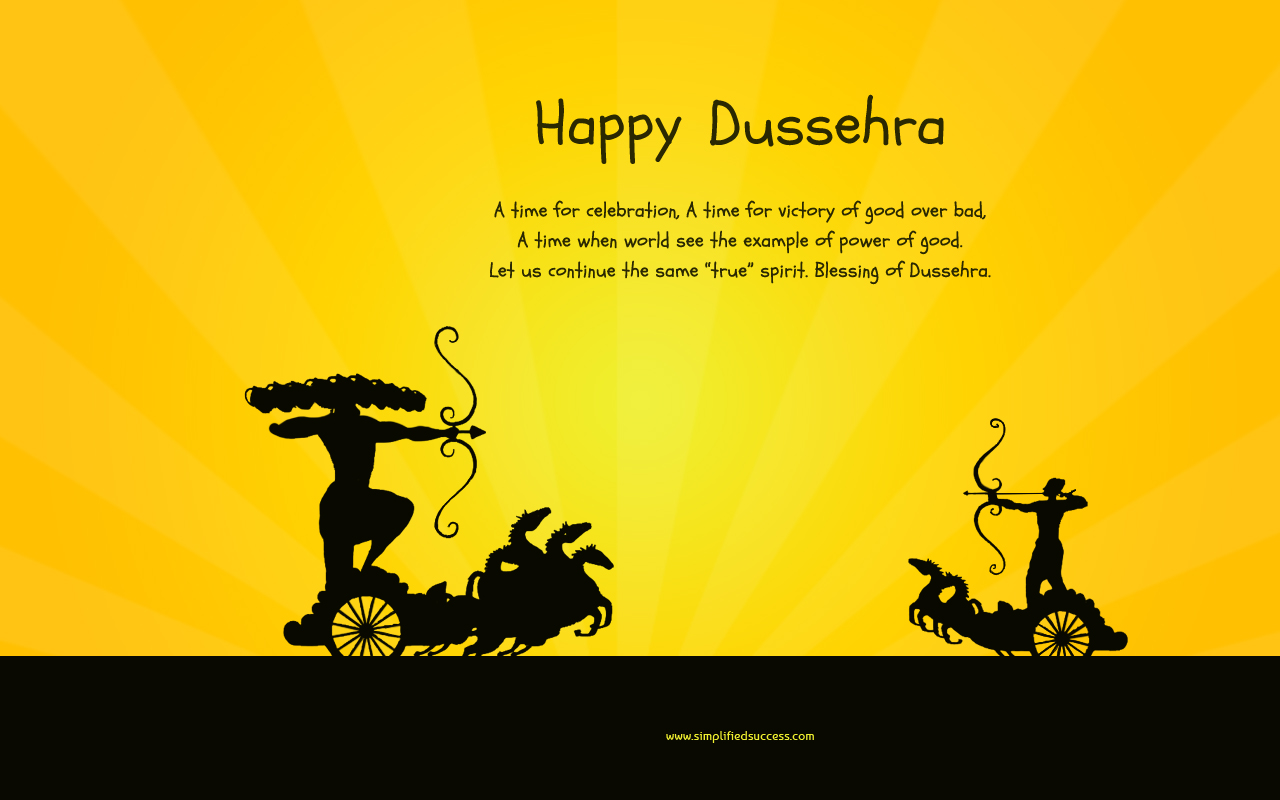 Happy Dussehra
A time for celebration, A time for victory of good over bad,
A time when world see the example of power of good.
Let us continue the same "true" spirit. Blessing of Dussehra.
www.simplifiedsuccess.com